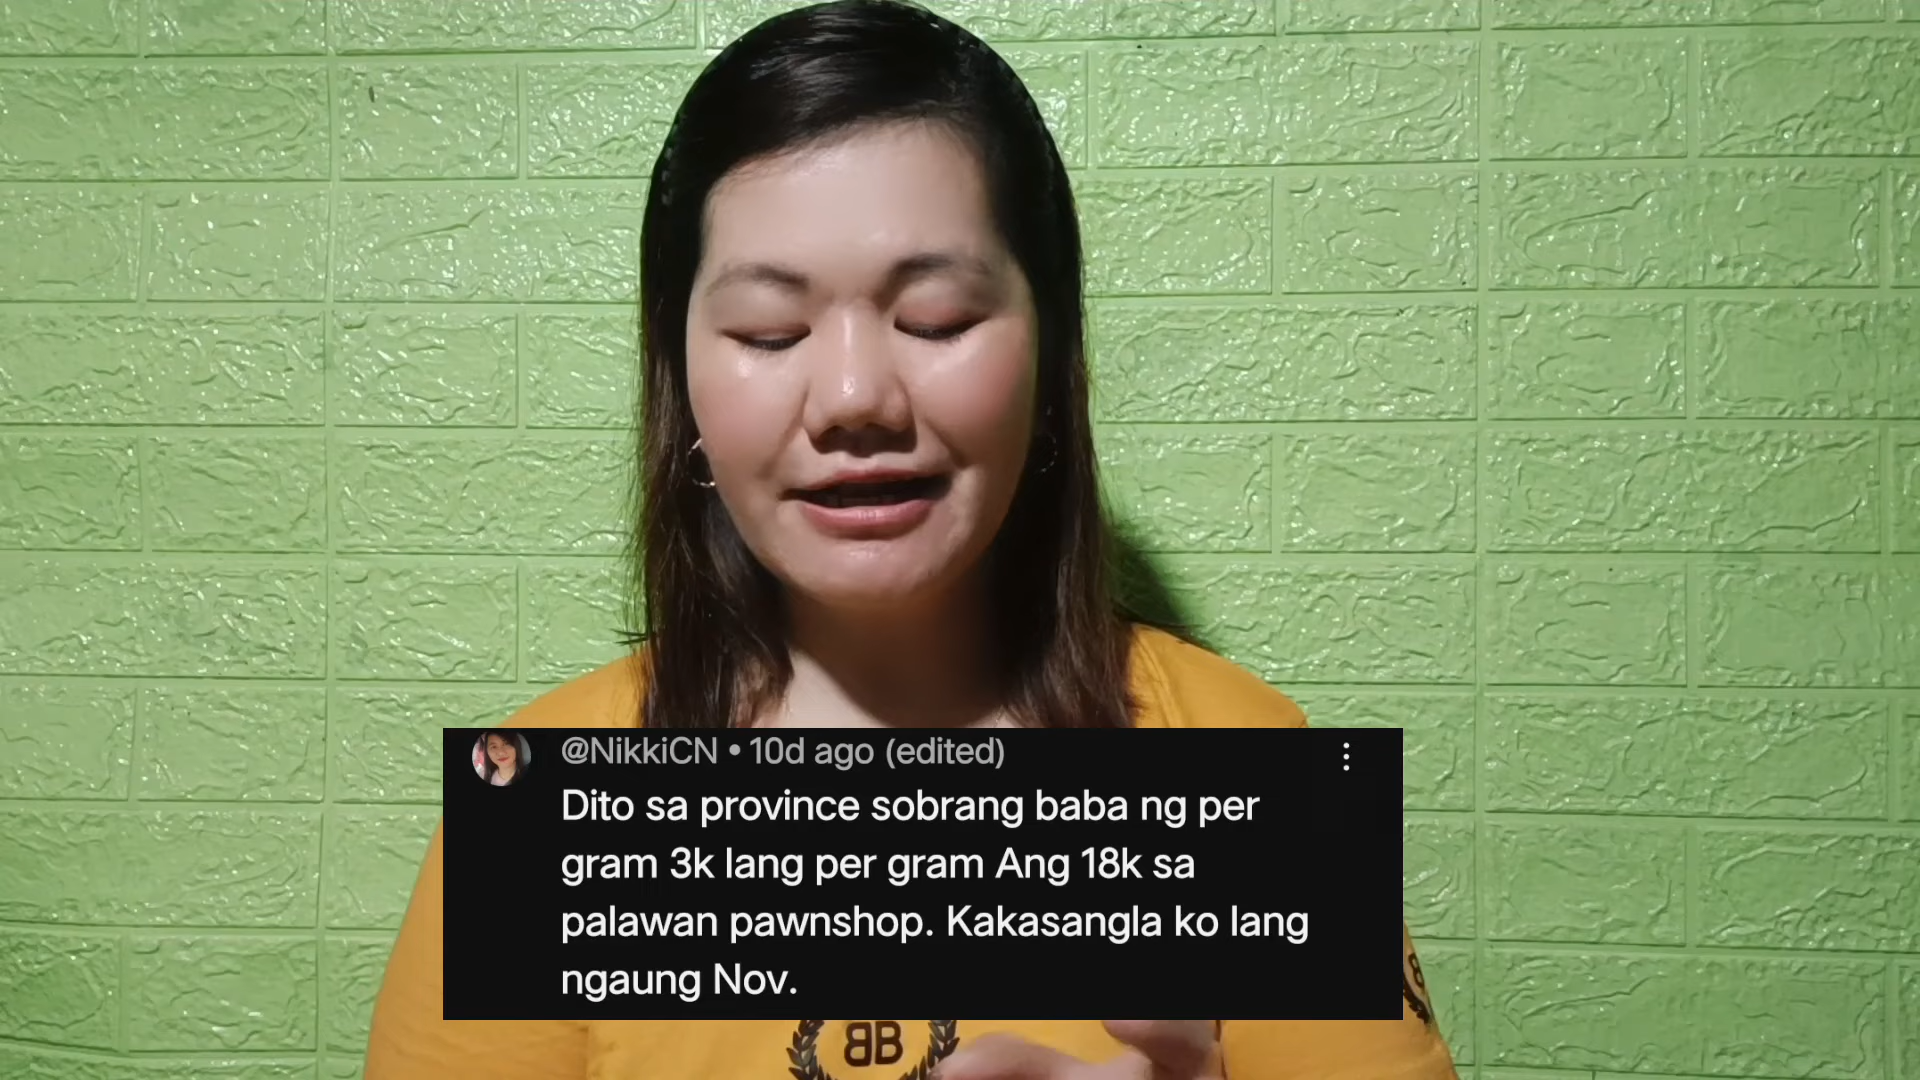 @NikkiCN • 10d ago (edited)
Dito sa province sobrang baba ng per
gram 3k lang per gram Ang 18k sa
palawan pawnshop. Kakasangla ko lang
ngaung Nov.
BB